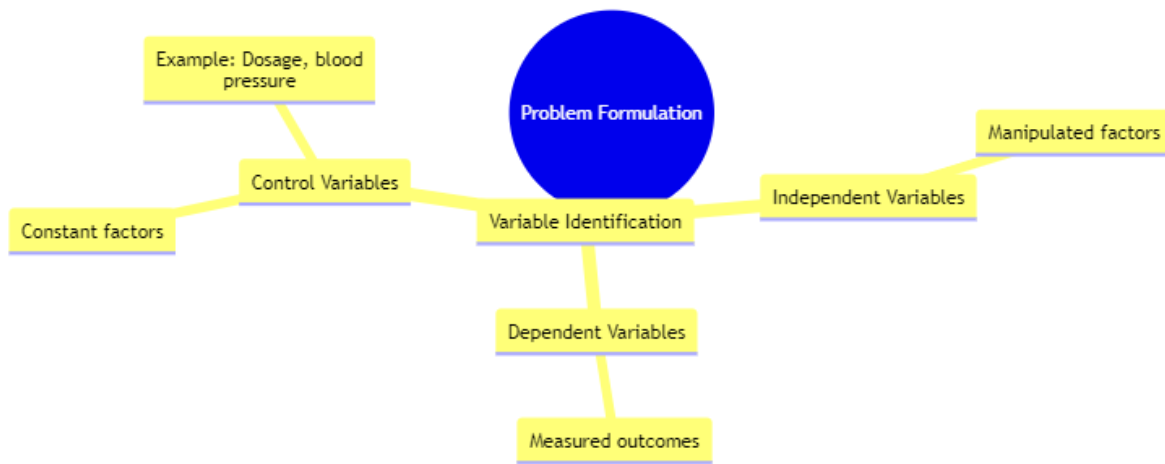 Example: Dosage, blood
pressure
Problem Formulation
Manipulated factors
Control Variables
Independent Variables
Constant factors
Variable Identification
Dependent Variables
Measured outcomes